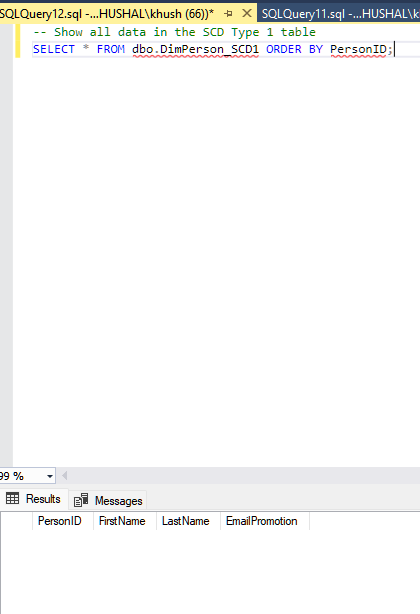 SQLQuery12.sql -...HUSHAL\khush (66))* SQLQuery11.sql -...HUSHAL\k
-- Show all data in the SCD Type 1 table
SELECT * FROM dbo.DimPerson_SCD1 ORDER BY PersonID;
99 %
Results Messages
PersonID FirstName LastName EmailPromotion